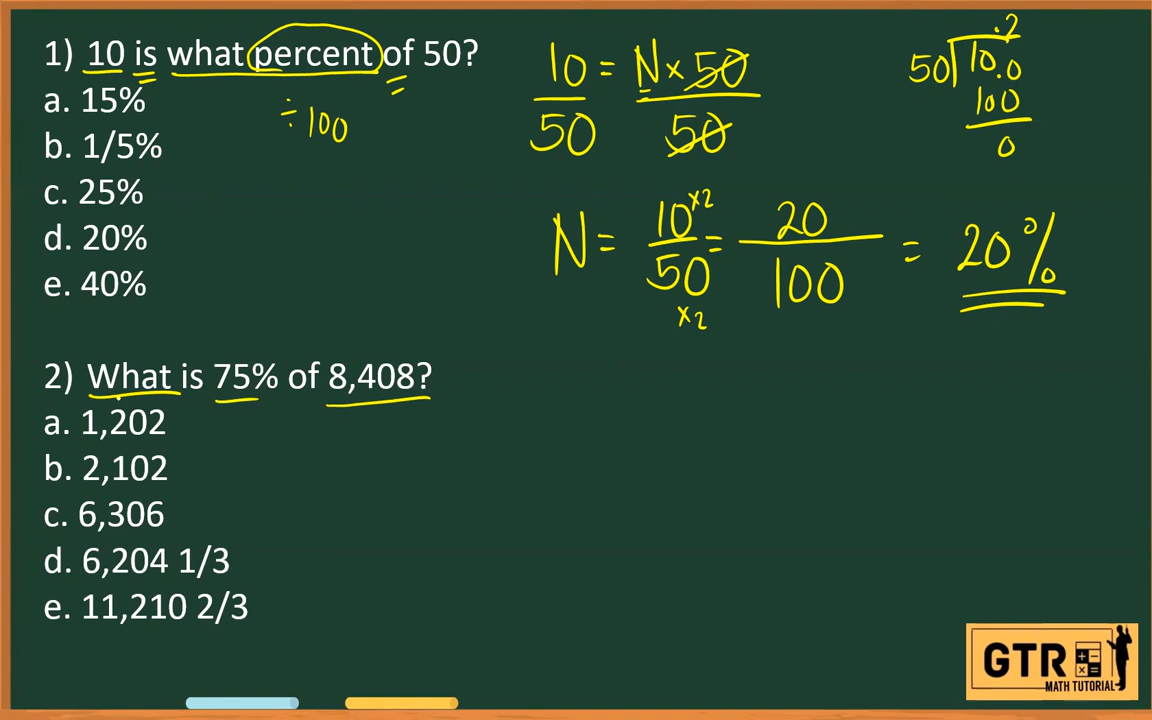 1) 10 is what percent of 50?
÷100
a. 15%
b. 1/5%
c. 25%
d. 20%
e. 40%
10 = N × 50
50 50
.2
50 10.0
100
0
N = 10 ×2 = 20 = 20%
50 ×2 100
2) What is 75% of 8,408?
a. 1,202
b. 2,102
c. 6,306
d. 6,204 1/3
e. 11,210 2/3
GTR
MATH TUTORIAL